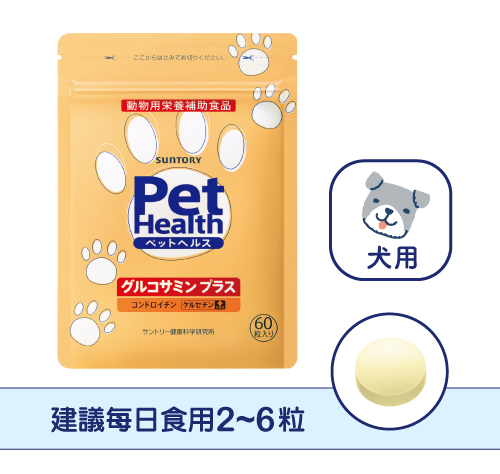 ここからはさみでお切りください。
動物用栄養補助食品
SUNTORY
Pet
Health
ペットヘルス
グルコサミン プラス
コンドロイチン ケルセチン
60
粒入り
サントリー健康科学研究所
犬用
建議每日食用2~6粒